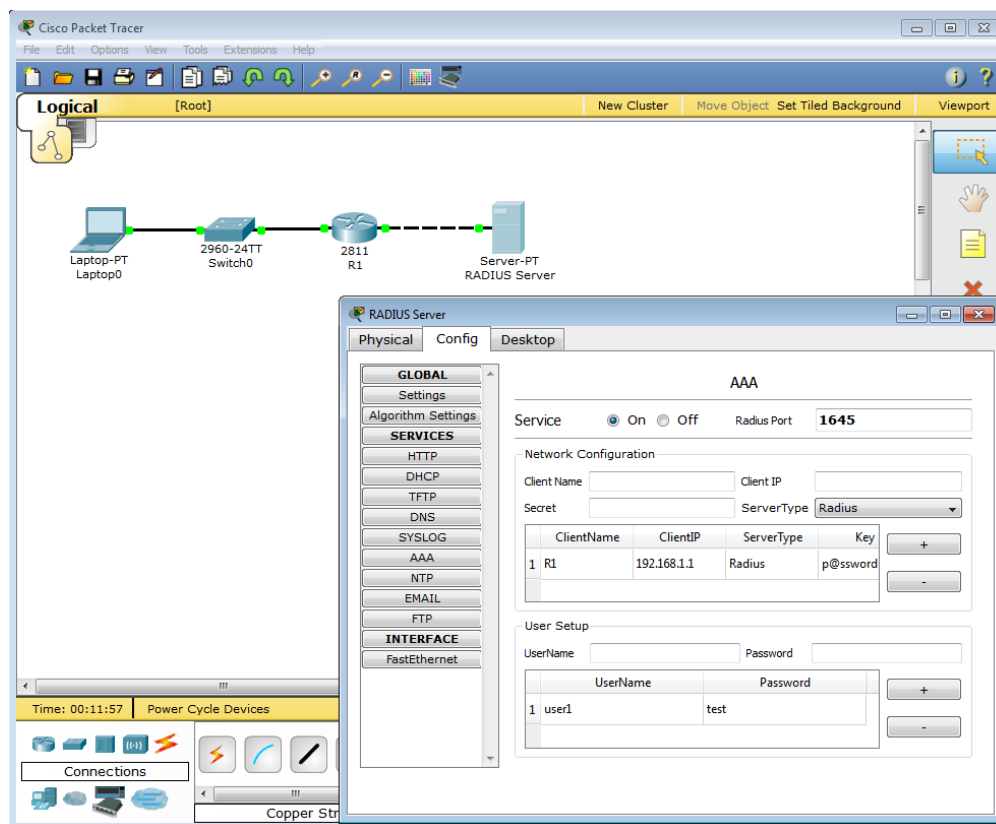 Cisco Packet Tracer
File Edit Options View Tools Extensions Help
Logical [Root] New Cluster Move Object Set Tiled Background Viewport
Laptop-PT
Laptop0
2960-24TT
Switch0
2811
R1
Server-PT
RADIUS Server
RADIUS Server
Physical Config Desktop
GLOBAL
Settings
Algorithm Settings
SERVICES
HTTP
DHCP
TFTP
DNS
SYSLOG
AAA
NTP
EMAIL
FTP
INTERFACE
FastEthernet
AAA
Service On Off Radius Port 1645
Network Configuration
Client Name Client IP
Secret ServerType Radius
ClientName ClientIP ServerType Key
1 R1 192.168.1.1 Radius p@ssword
+
-
User Setup
UserName Password
UserName Password
1 user1 test
+
-
Time: 00:11:57 Power Cycle Devices
Connections
Copper Str